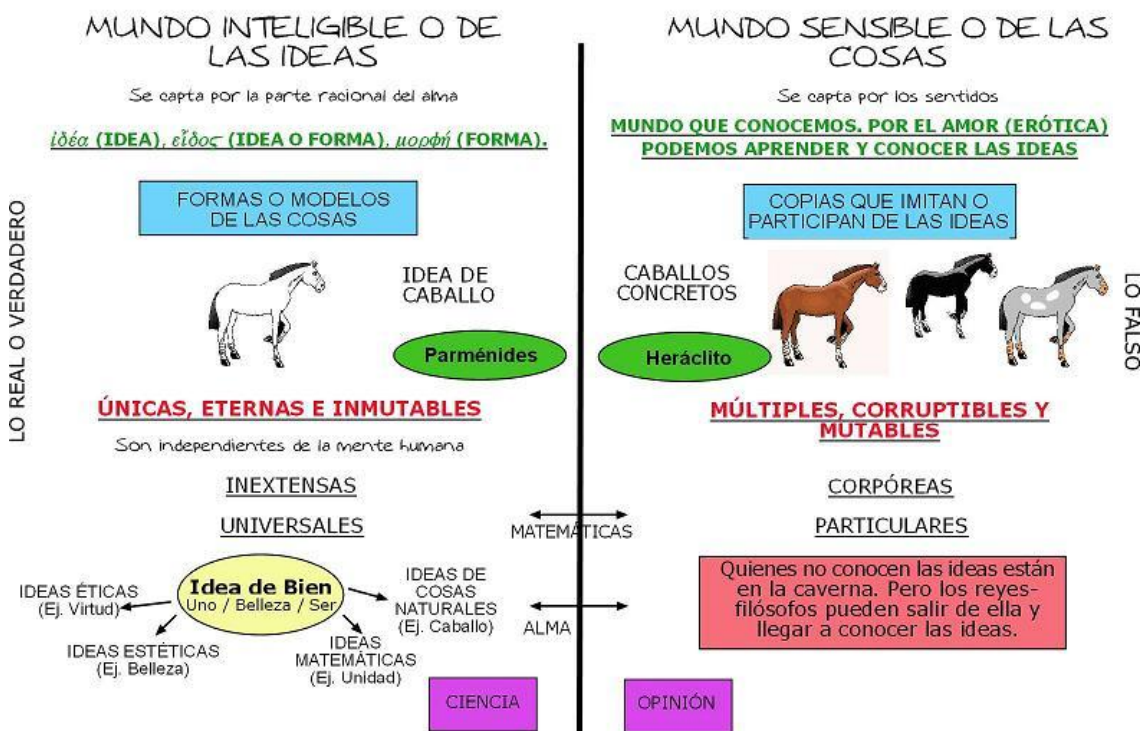 MUNDO INTELIGIBLE O DE
LAS IDEAS
Se capta por la parte racional del alma
ἰδέα (IDEA), εἶδος (IDEA O FORMA), μορφή (FORMA).
FORMAS O MODELOS
DE LAS COSAS
LO REAL O VERDADERO
IDEA DE
CABALLO
Parménides
ÚNICAS, ETERNAS E INMUTABLES
Son independientes de la mente humana
INEXTENSAS
UNIVERSALES
Idea de Bien
Uno / Belleza / Ser
IDEAS ÉTICAS
(Ej. Virtud)
IDEAS ESTÉTICAS
(Ej. Belleza)
IDEAS
MATEMÁTICAS
(Ej. Unidad)
IDEAS DE
COSAS
NATURALES
(Ej. Caballo)
CIENCIA
MATEMÁTICAS
ALMA
MUNDO SENSIBLE O DE LAS
COSAS
Se capta por los sentidos
MUNDO QUE CONOCEMOS. POR EL AMOR (ERÓTICA)
PODEMOS APRENDER Y CONOCER LAS IDEAS
COPIAS QUE IMITAN O
PARTICIPAN DE LAS IDEAS
CABALLOS
CONCRETOS
Heráclito
LO FALSO
MÚLTIPLES, CORRUPTIBLES Y
MUTABLES
CORPÓREAS
PARTICULARES
Quienes no conocen las ideas están
en la caverna. Pero los reyes-
filósofos pueden salir de ella y
llegar a conocer las ideas.
OPINIÓN